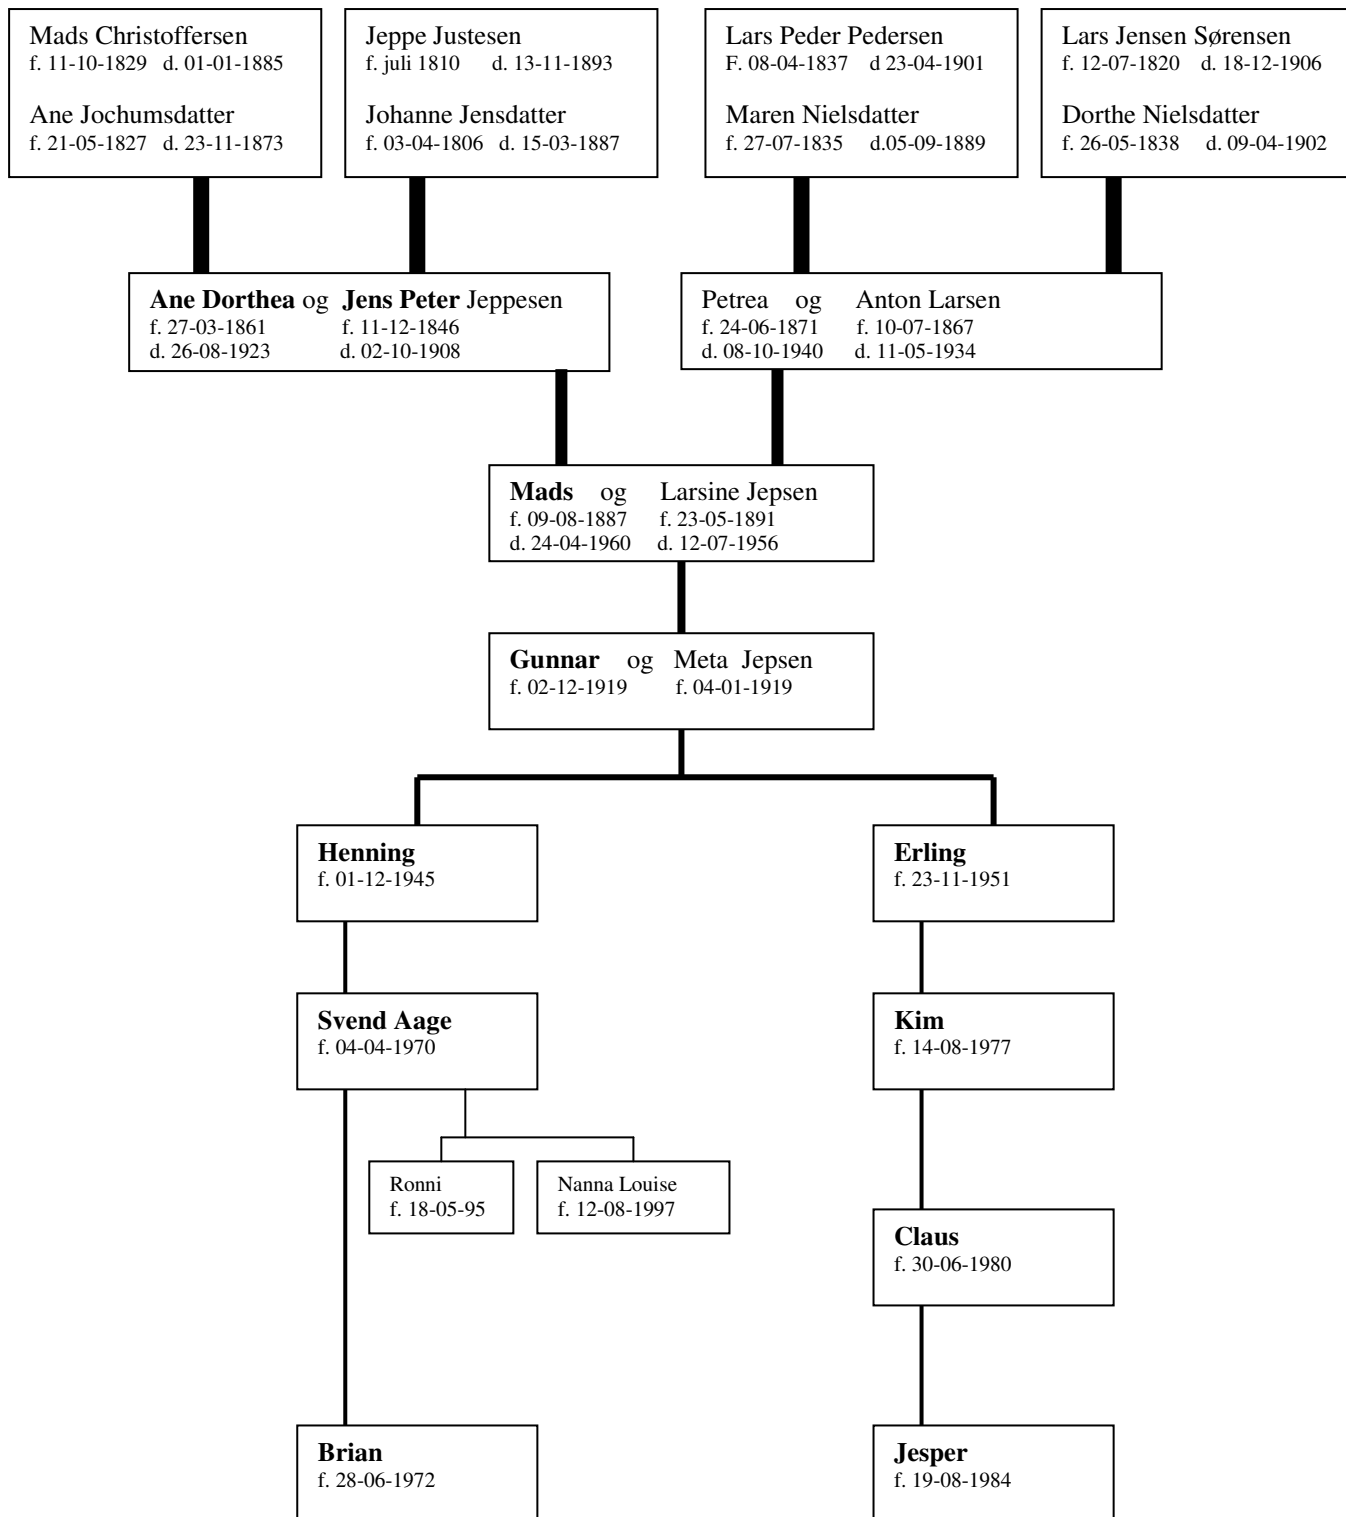 Mads Christoffersen
f. 11-10-1829 d. 01-01-1885
Ane Jochumsdatter
f. 21-05-1827 d. 23-11-1873
Jeppe Justesen
f. juli 1810 d. 13-11-1893
Johanne Jensdatter
f. 03-04-1806 d. 15-03-1887
Lars Peder Pedersen
F. 08-04-1837 d 23-04-1901
Maren Nielsdatter
f. 27-07-1835 d.05-09-1889
Lars Jensen Sørensen
f. 12-07-1820 d. 18-12-1906
Dorthe Nielsdatter
f. 26-05-1838 d. 09-04-1902
Ane Dorthea og Jens Peter Jeppesen
f. 27-03-1861 f. 11-12-1846
d. 26-08-1923 d. 02-10-1908
Petrea og Anton Larsen
f. 24-06-1871 f. 10-07-1867
d. 08-10-1940 d. 11-05-1934
Mads og Larsine Jepsen
f. 09-08-1887 f. 23-05-1891
d. 24-04-1960 d. 12-07-1956
Gunnar og Meta Jepsen
f. 02-12-1919 f. 04-01-1919
Henning
f. 01-12-1945
Erling
f. 23-11-1951
Svend Aage
f. 04-04-1970
Kim
f. 14-08-1977
Ronni
f. 18-05-95
Nanna Louise
f. 12-08-1997
Claus
f. 30-06-1980
Brian
f. 28-06-1972
Jesper
f. 19-08-1984